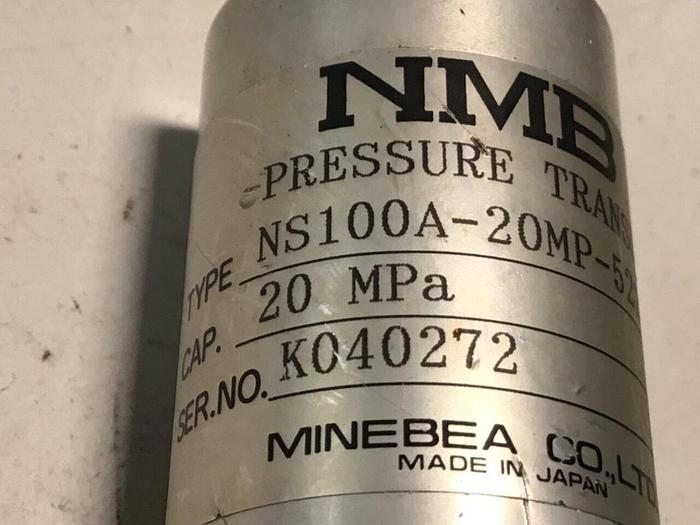 NMB
-PRESSURE TRANS
TYPE NS100A-20MP-52
CAP. 20 MPa
SER.NO. K040272
MINEBEA CO.,LTD
MADE IN JAPAN